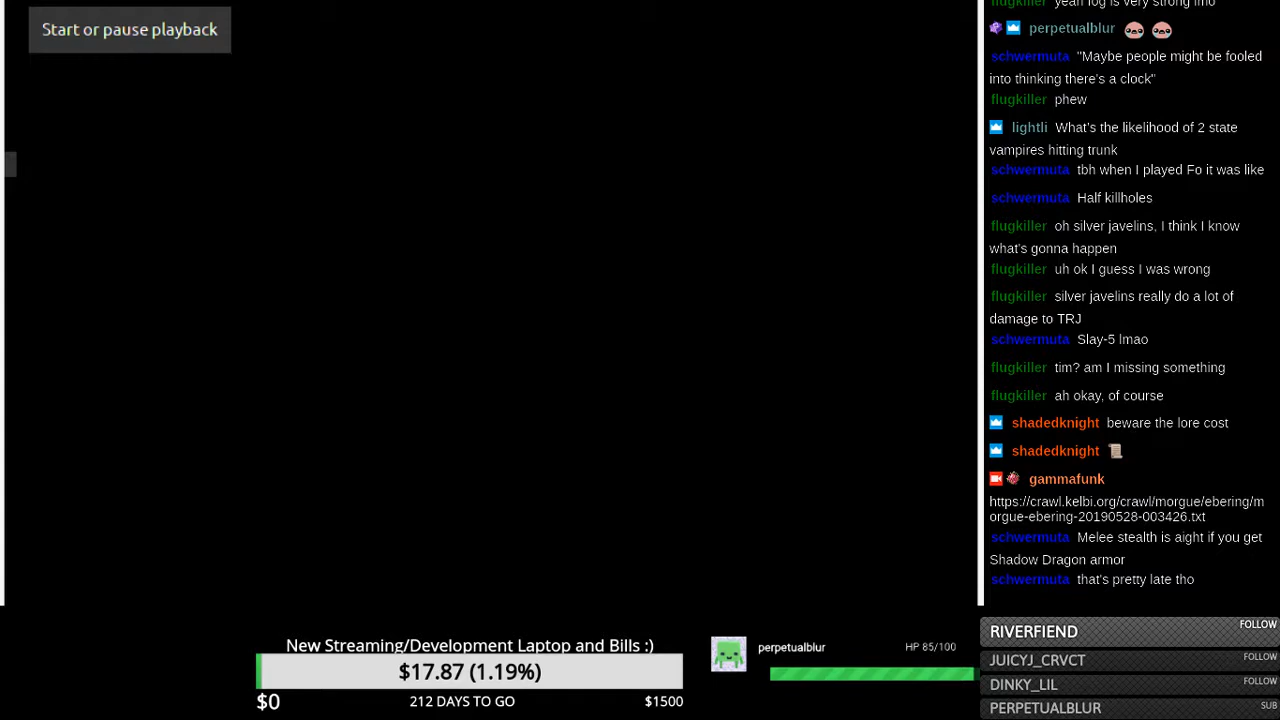 Start or pause playback
flugkiller yeah log is very strong imo
perpetualblur
schwermuta "Maybe people might be fooled
into thinking there's a clock"
flugkiller phew
lightli What's the likelihood of 2 state
vampires hitting trunk
schwermuta tbh when I played Fo it was like
schwermuta Half killholes
flugkiller oh silver javelins, I think I know
what's gonna happen
flugkiller uh ok I guess I was wrong
flugkiller silver javelins really do a lot of
damage to TRJ
schwermuta Slay-5 lmao
flugkiller tim? am I missing something
flugkiller ah okay, of course
shadedknight beware the lore cost
shadedknight
gammafunk
https://crawl.kelbi.org/crawl/morgue/ebering/m
orgue-ebering-20190528-003426.txt
schwermuta Melee stealth is aight if you get
Shadow Dragon armor
schwermuta that's pretty late tho
New Streaming/Development Laptop and Bills :)
$17.87 (1.19%)
$0 212 DAYS TO GO $1500
perpetualblur HP 85/100
RIVERFIEND FOLLOW
JUICYJ_CRVCT FOLLOW
DINKY_LIL FOLLOW
PERPETUALBLUR SUB